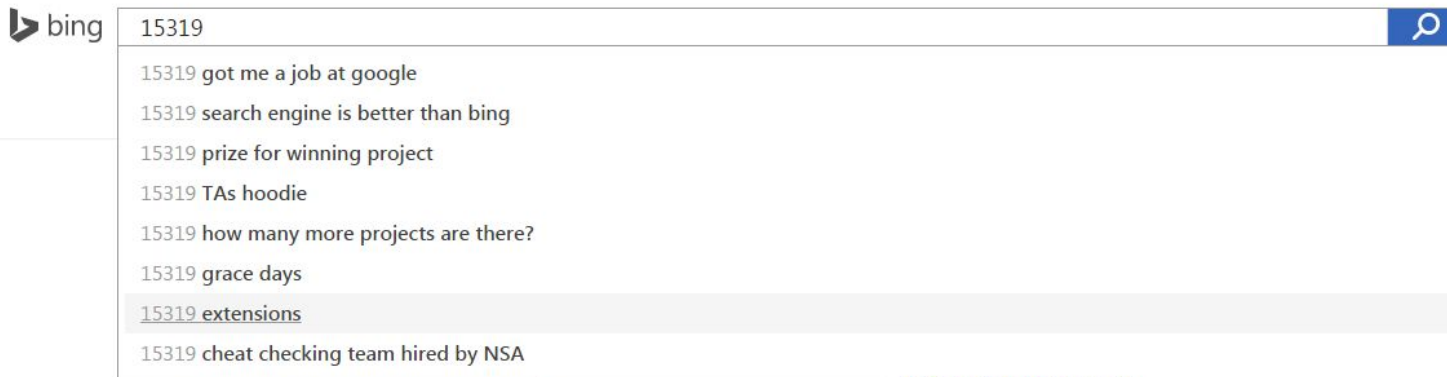 bing 15319
15319 got me a job at google
15319 search engine is better than bing
15319 prize for winning project
15319 TAs hoodie
15319 how many more projects are there?
15319 grace days
15319 extensions
15319 cheat checking team hired by NSA